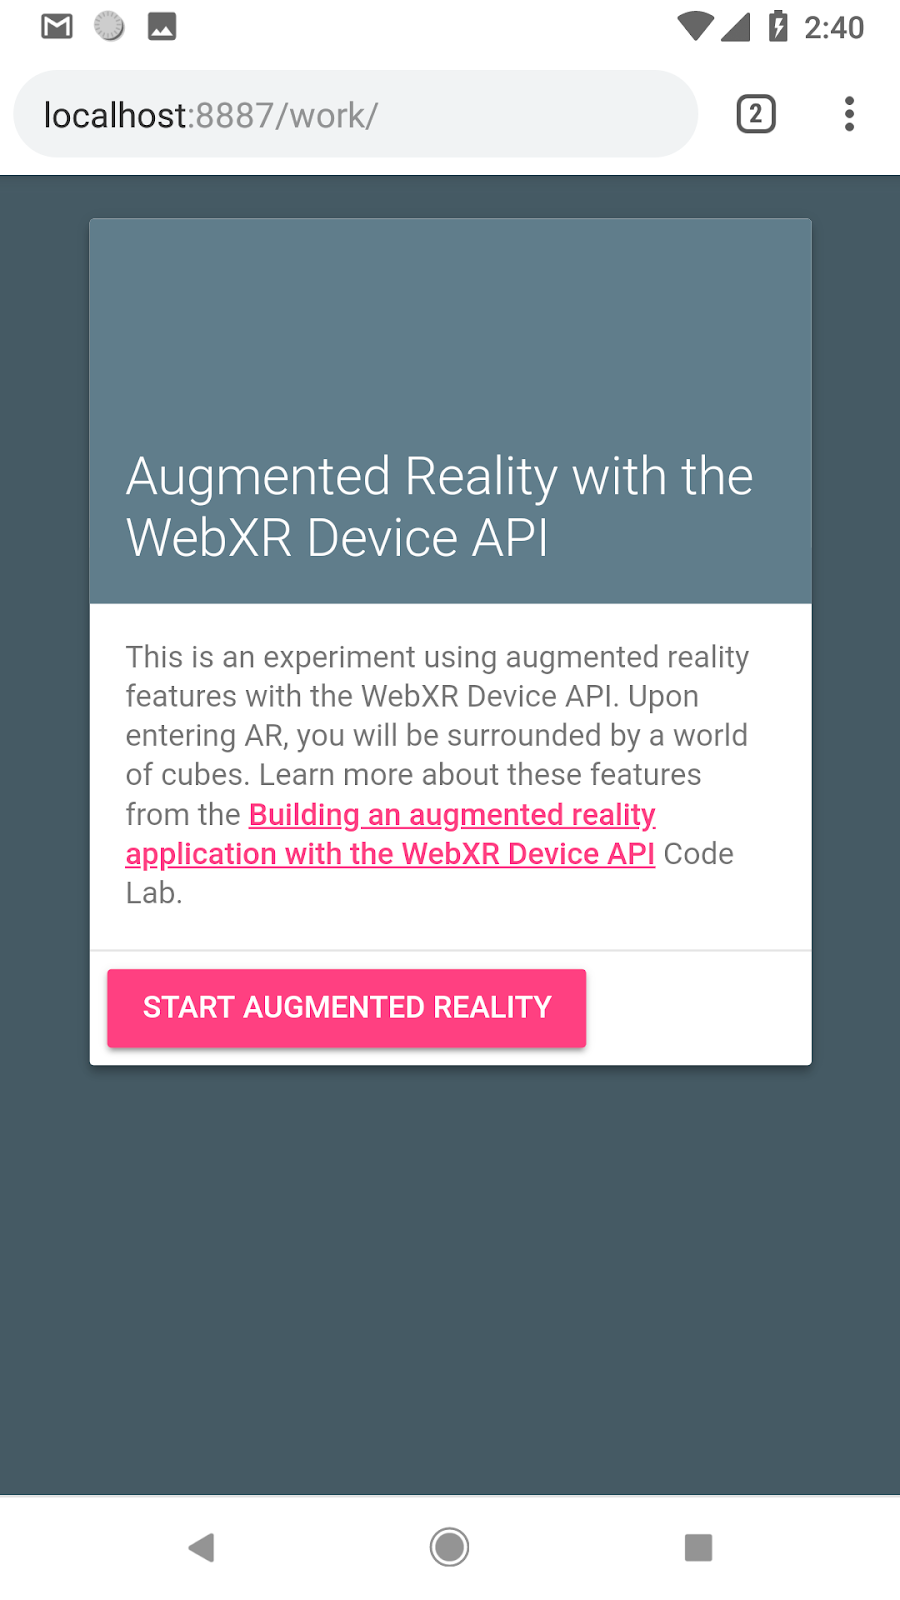 2:40
localhost:8887/work/
2
Augmented Reality with the
WebXR Device API
This is an experiment using augmented reality
features with the WebXR Device API. Upon
entering AR, you will be surrounded by a world
of cubes. Learn more about these features
from the Building an augmented reality
application with the WebXR Device API Code
Lab.
START AUGMENTED REALITY